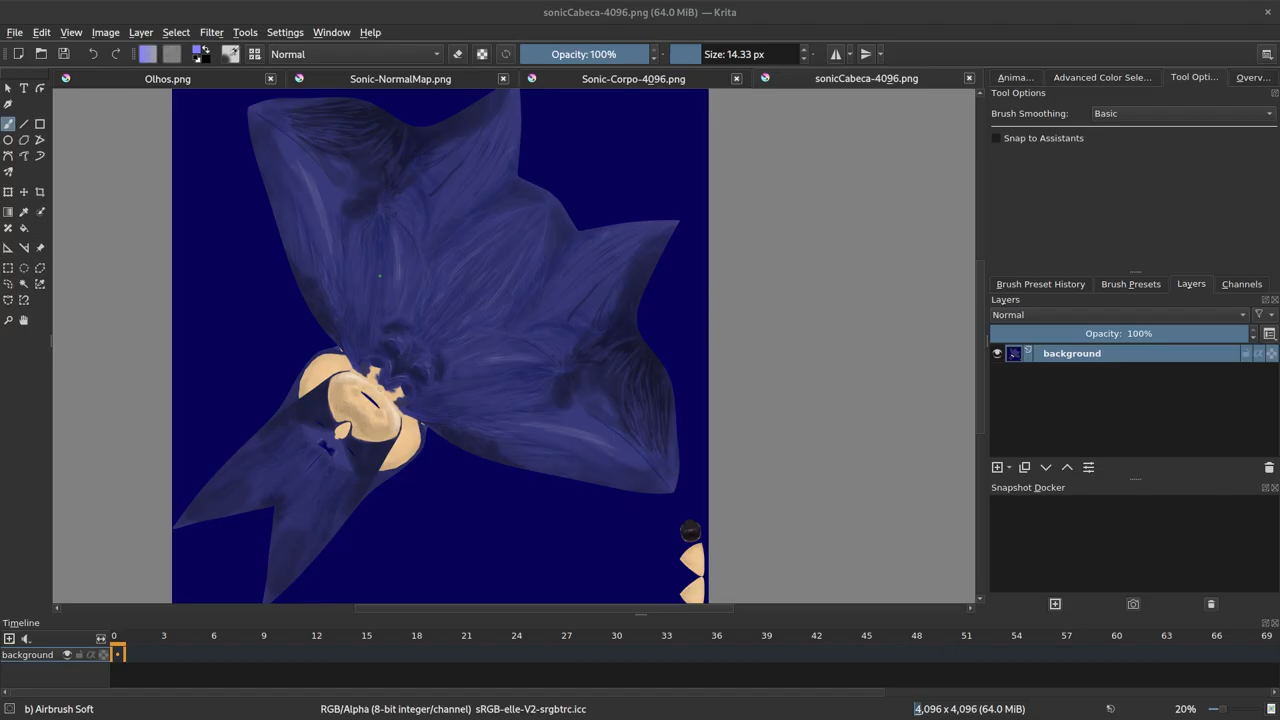 sonicCabeca-4096.png (64.0 MiB) — Krita
File Edit View Image Layer Select Filter Tools Settings Window Help
Normal Opacity: 100% Size: 14.33 px
Olhos.png Sonic-NormalMap.png Sonic-Corpo-4096.png sonicCabeca-4096.png
Anima... Advanced Color Sele... Tool Opti... Overv...
Tool Options
Brush Smoothing: Basic
Snap to Assistants
Brush Preset History Brush Presets Layers Channels
Layers
Normal
Opacity: 100%
background
Snapshot Docker
Timeline
0 3 6 9 12 15 18 21 24 27 30 33 36 39 42 45 48 51 54 57 60 63 66 69
background
b) Airbrush Soft RGB/Alpha (8-bit integer/channel) sRGB-elle-V2-srgbtrc.icc 4,096 x 4,096 (64.0 MiB) 20%